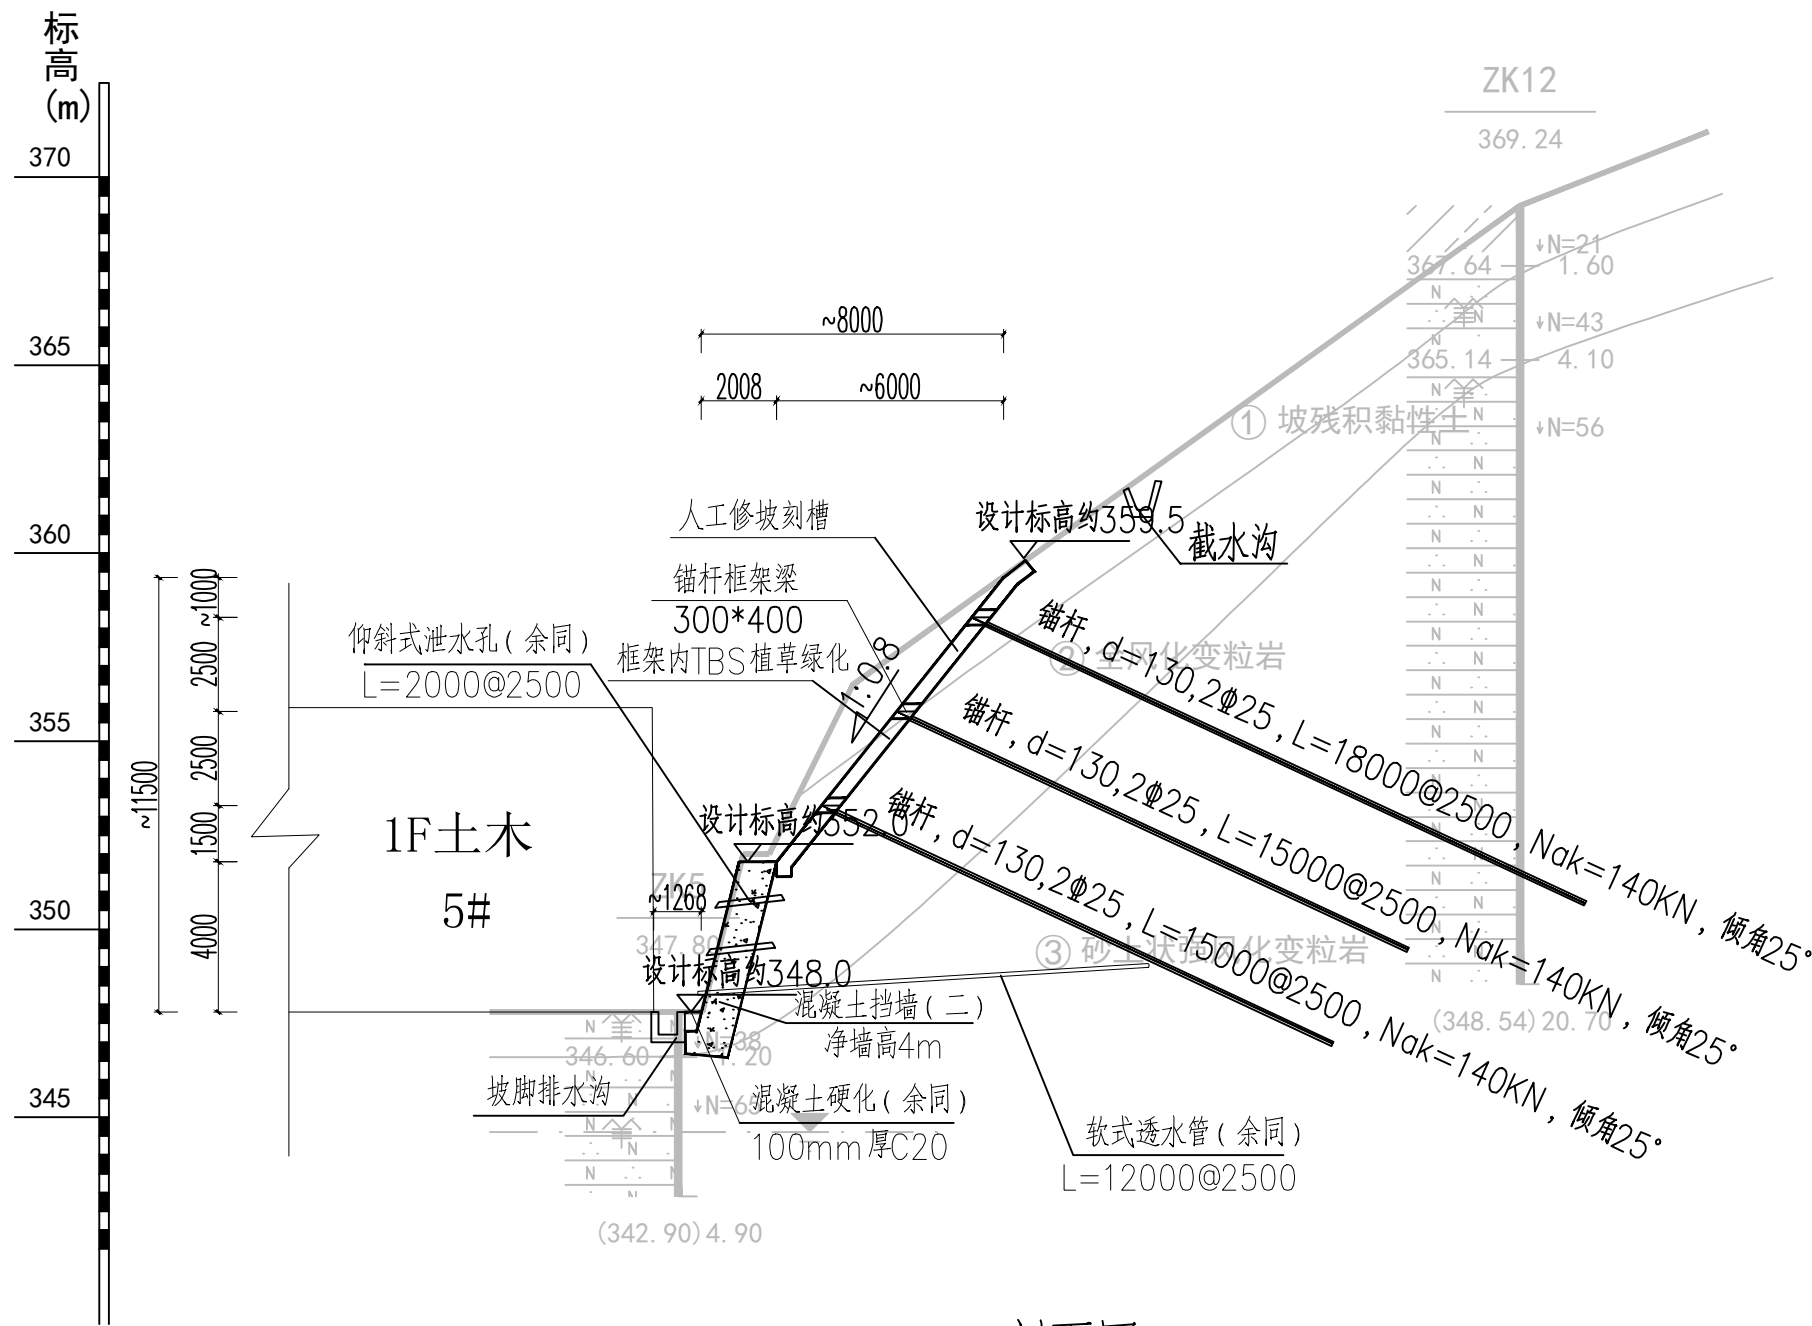 标
高
(m)
370
365
360
355
350
345
ZK12
369.24
N=21
367.64
1.60
N=43
365.14
4.10
N=56
~8000
2008
~6000
① 坡残积黏性土
人工修坡刻槽
设计标高约359.5
截水沟
锚杆框架梁
300*400
~1000
2500
2500
1500
4000
~11500
仰斜式泄水孔(余同)
L=2000@2500
框架内TBS植草绿化
1:0.8
② 全风化变粒岩
锚杆,d=130,2Φ25,L=18000@2500,Nak=140KN,倾角25°
锚杆,d=130,2Φ25,L=15000@2500,Nak=140KN,倾角25°
锚杆,d=130,2Φ25,L=15000@2500,Nak=140KN,倾角25°
设计标高约352.0
1F土木
5#
ZK5
~1268
347.80
③ 砂土状强风化变粒岩
设计标高约348.0
混凝土挡墙(二)
净墙高4m
N=38
346.60
1.20
(348.54)20.70
坡脚排水沟
N=65
混凝土硬化(余同)
100mm厚C20
软式透水管(余同)
L=12000@2500
(342.90)4.90